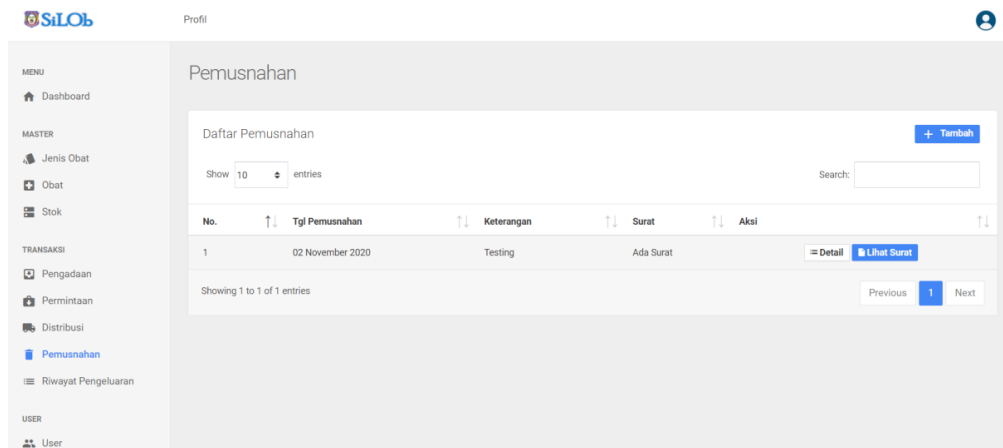 SiLOb
Profil
MENU
Dashboard
MASTER
Jenis Obat
Obat
Stok
TRANSAKSI
Pengadaan
Permintaan
Distribusi
Pemusnahan
Riwayat Pengeluaran
USER
User
Pemusnahan
Daftar Pemusnahan
+ Tambah
Show 10 entries
Search:
No. Tgl Pemusnahan Keterangan Surat Aksi
1 02 November 2020 Testing Ada Surat Detail Lihat Surat
Showing 1 to 1 of 1 entries
Previous 1 Next